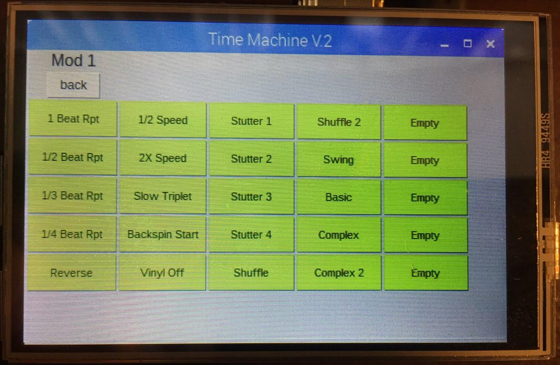 Time Machine V.2
Mod 1
back
1 Beat Rpt 1/2 Speed Stutter 1 Shuffle 2 Empty
1/2 Beat Rpt 2X Speed Stutter 2 Swing Empty
1/3 Beat Rpt Slow Triplet Stutter 3 Basic Empty
1/4 Beat Rpt Backspin Start Stutter 4 Complex Empty
Reverse Vinyl Off Shuffle Complex 2 Empty